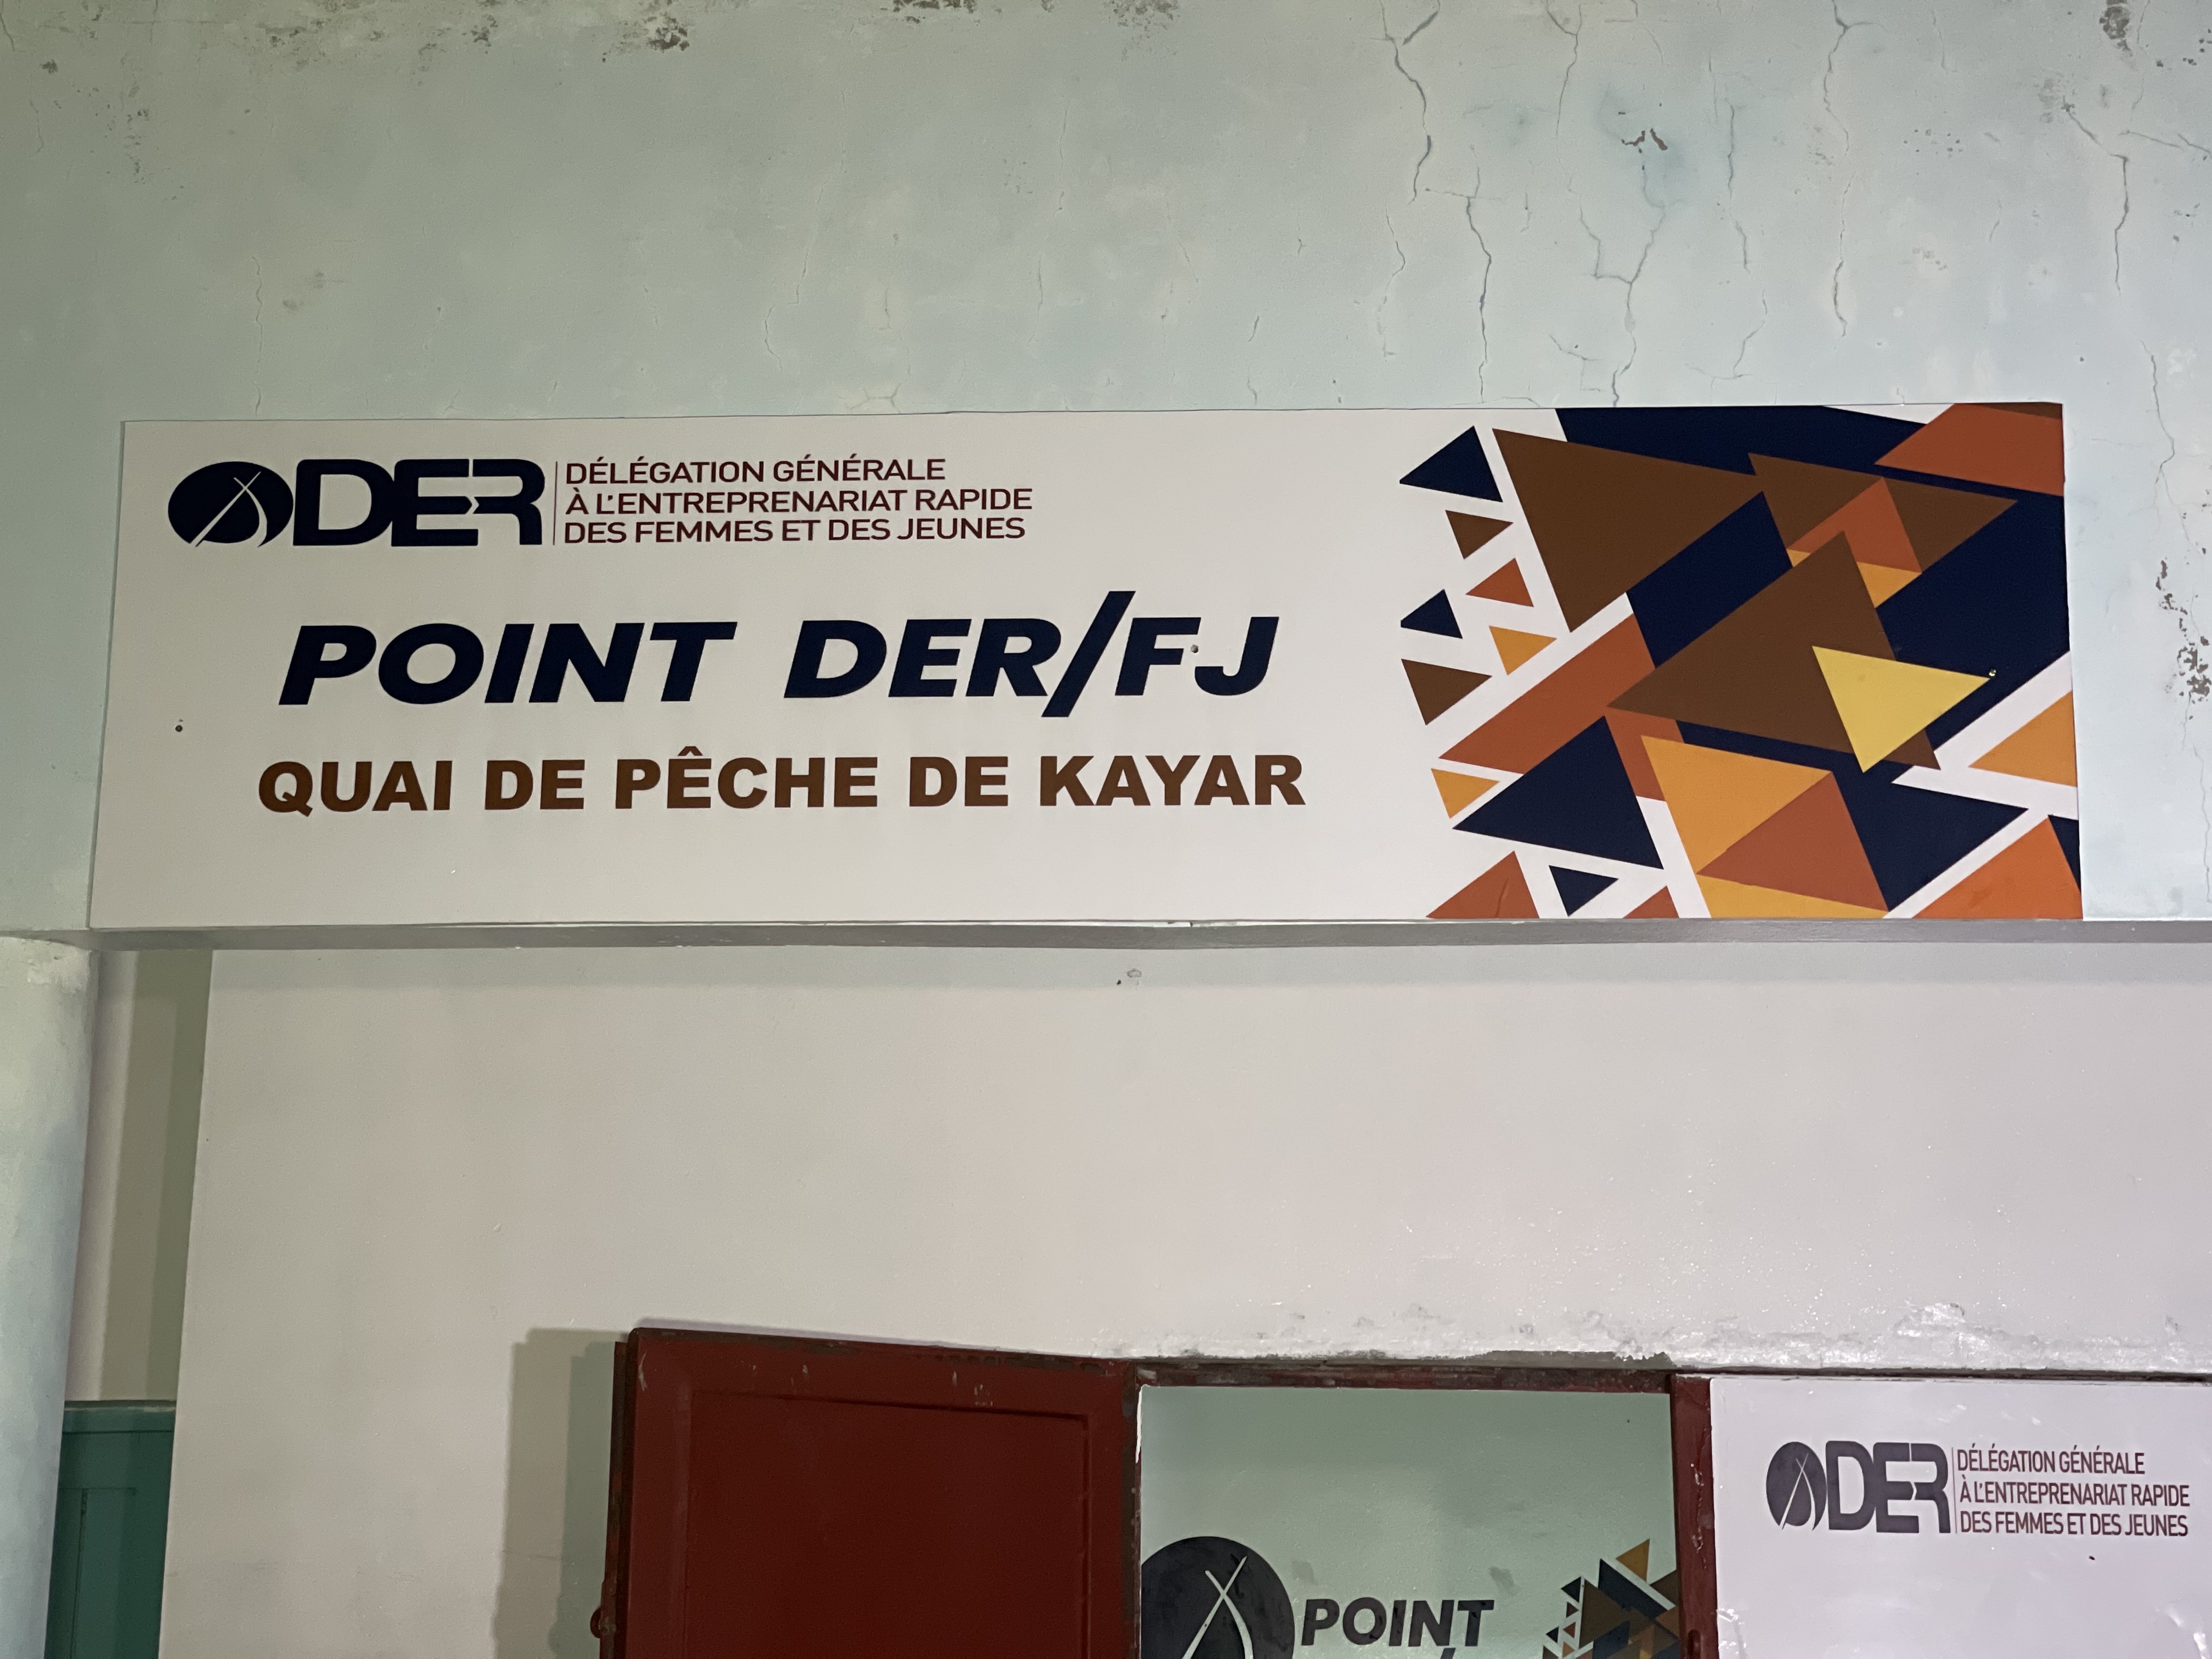 DER
DÉLÉGATION GÉNÉRALE
À L'ENTREPRENARIAT RAPIDE
DES FEMMES ET DES JEUNES
POINT DER/FJ
QUAI DE PÊCHE DE KAYAR
DER
DÉLÉGATION GÉNÉRALE
À L'ENTREPRENARIAT RAPIDE
DES FEMMES ET DES JEUNES
POINT